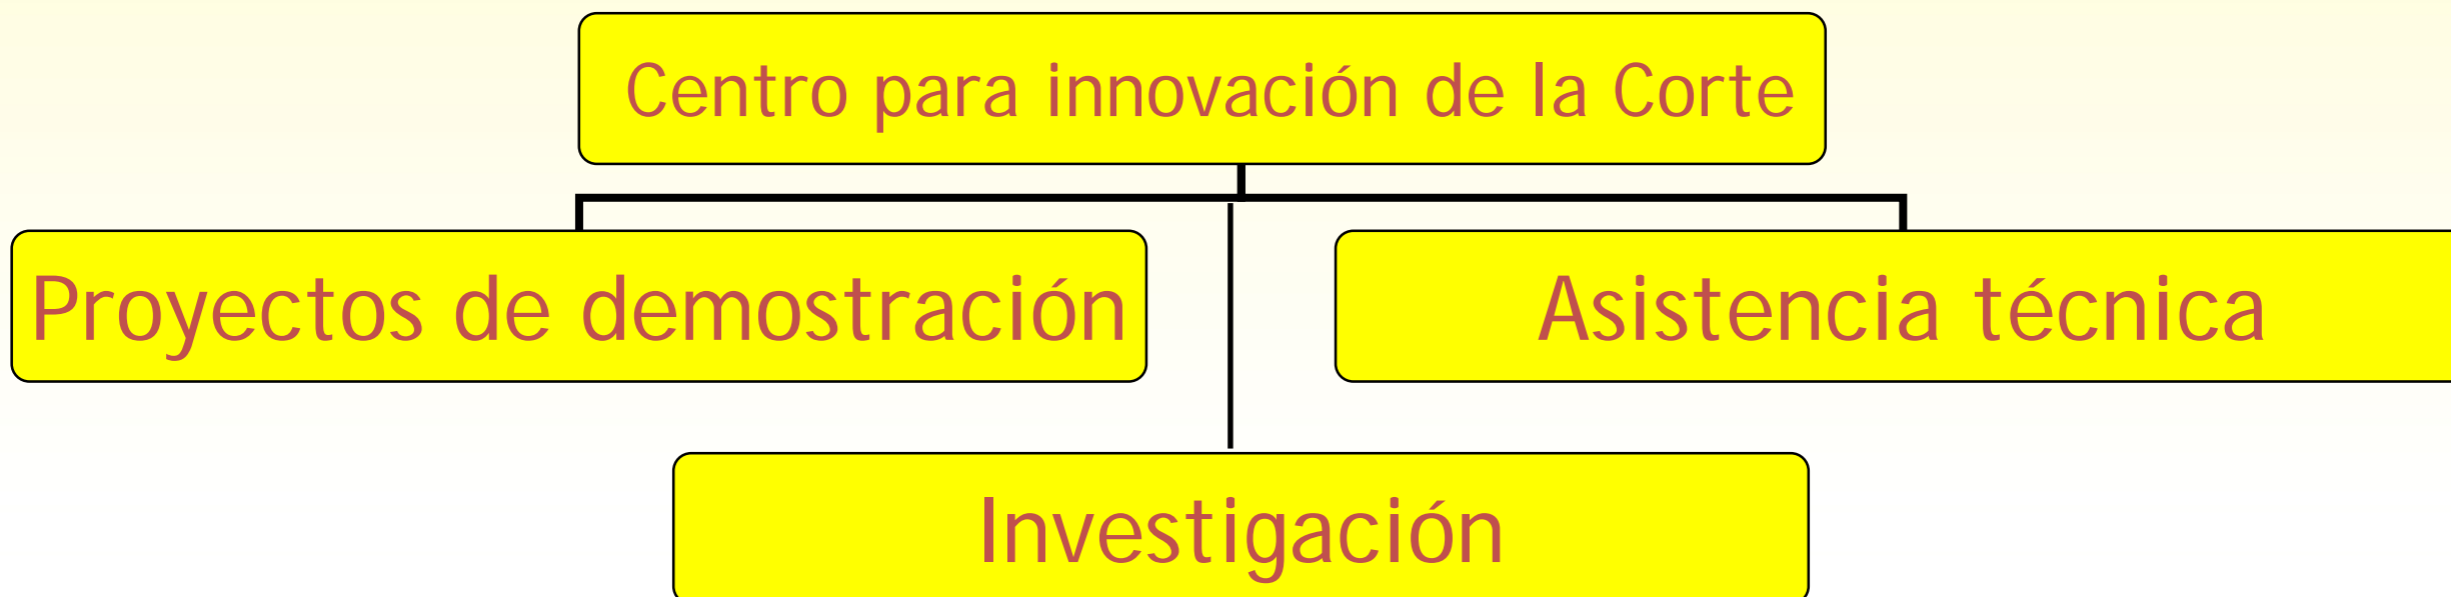 Centro para innovación de la Corte
Proyectos de demostración
Asistencia técnica
Investigación